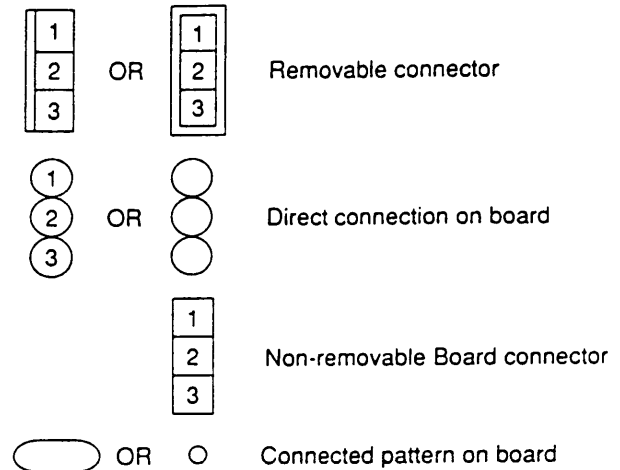 1 1
2 OR 2 Removable connector
3 3
1
2 OR Direct connection on board
3
1
2 Non-removable Board connector
3
OR Connected pattern on board